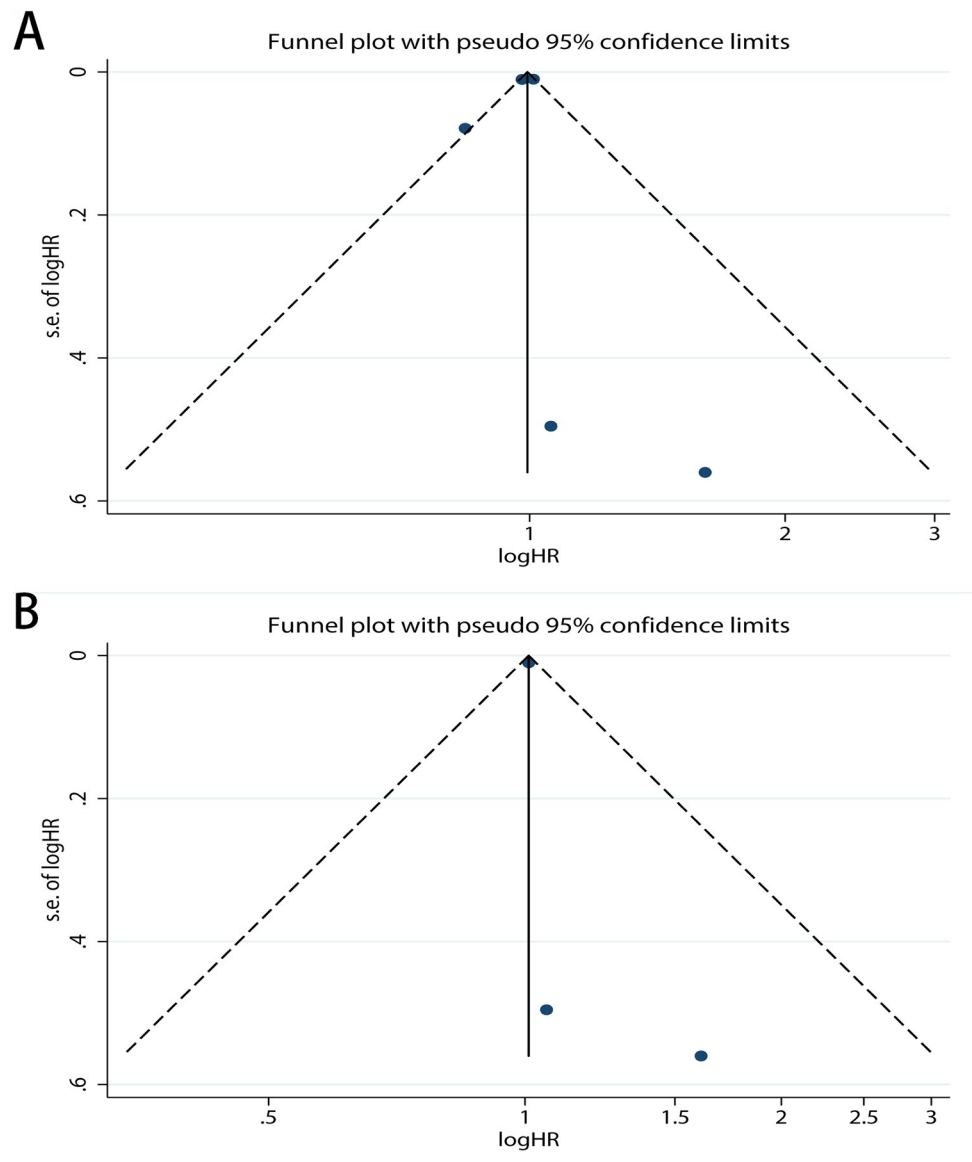 A
Funnel plot with pseudo 95% confidence limits
0
.2
.4
.6
s.e. of logHR
1 2 3
logHR
B
Funnel plot with pseudo 95% confidence limits
0
.2
.4
.6
s.e. of logHR
.5 1 1.5 2 2.5 3
logHR